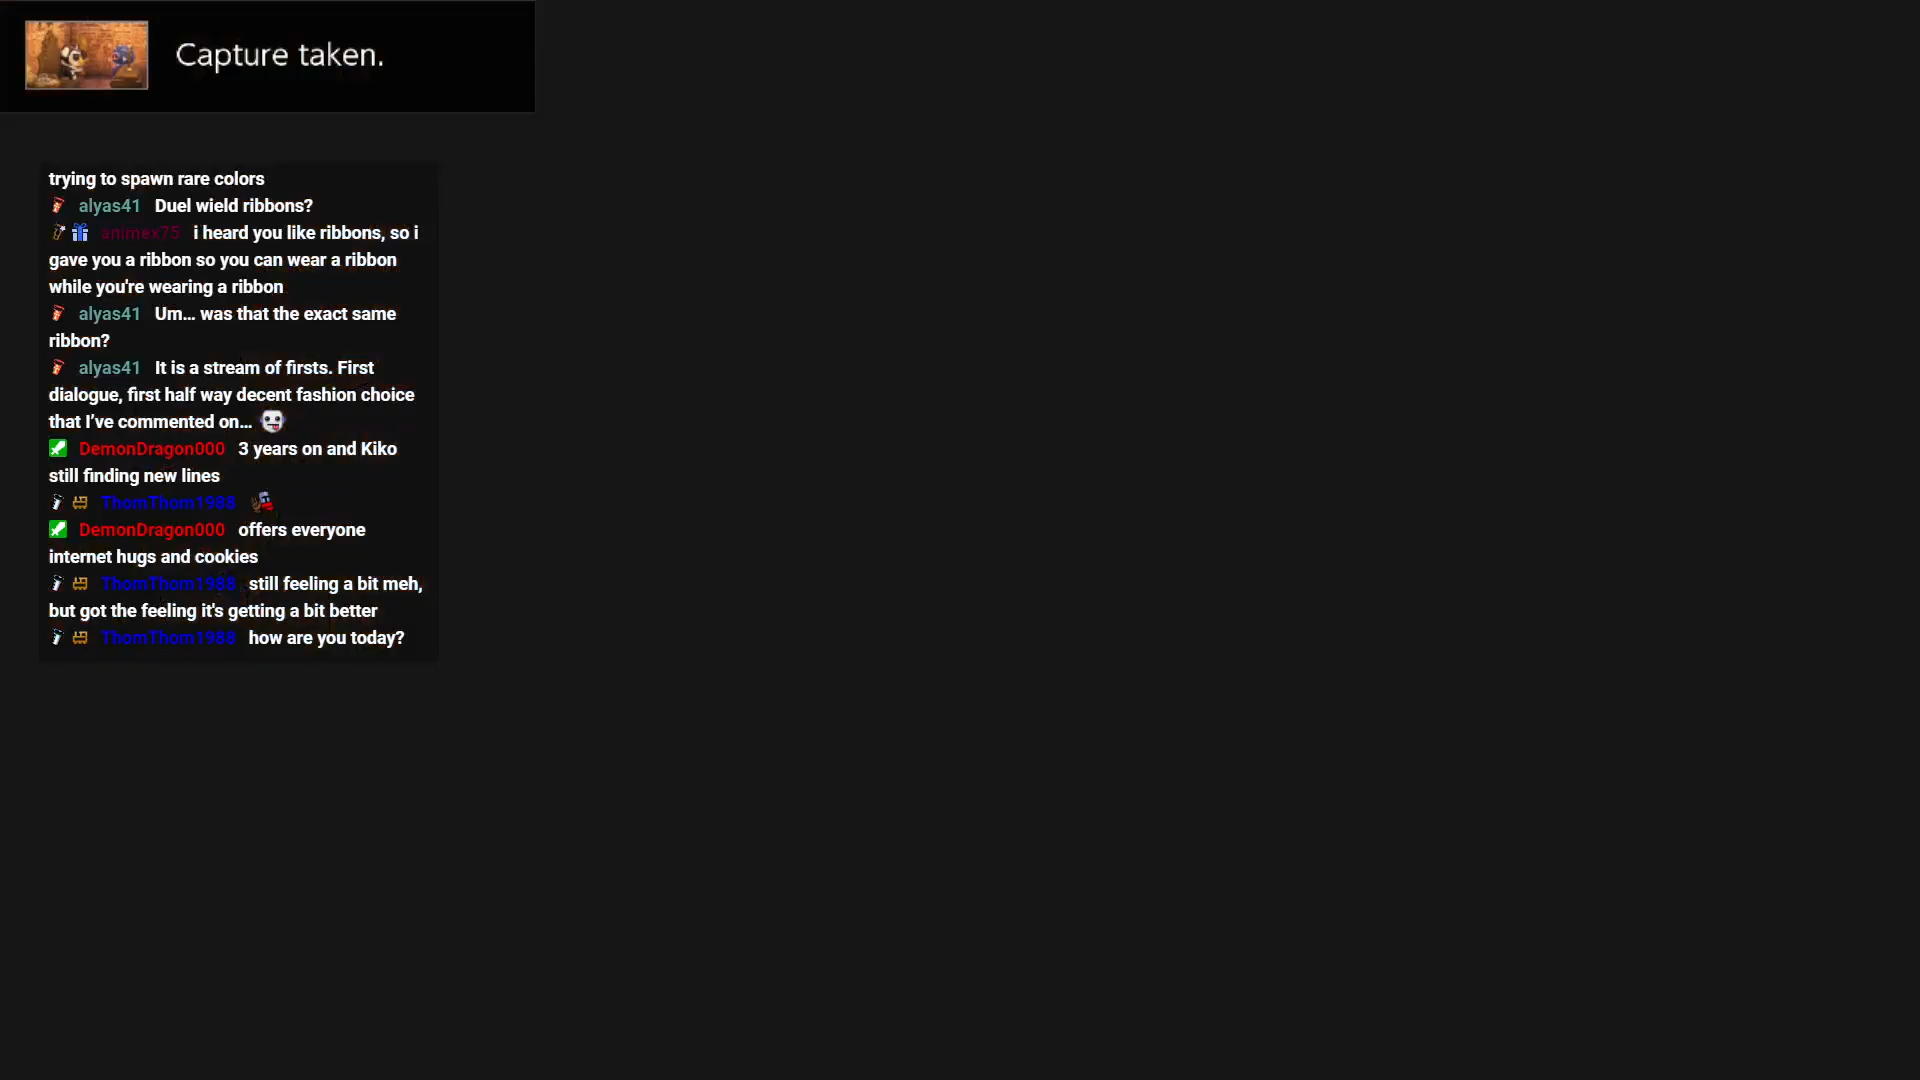 Capture taken.
trying to spawn rare colors
alyas41 Duel wield ribbons?
animex75 i heard you like ribbons, so i
gave you a ribbon so you can wear a ribbon
while you're wearing a ribbon
alyas41 Um... was that the exact same
ribbon?
alyas41 It is a stream of firsts. First
dialogue, first half way decent fashion choice
that I’ve commented on...
DemonDragon000 3 years on and Kiko
still finding new lines
ThomThom1988
DemonDragon000 offers everyone
internet hugs and cookies
ThomThom1988 still feeling a bit meh,
but got the feeling it's getting a bit better
ThomThom1988 how are you today?